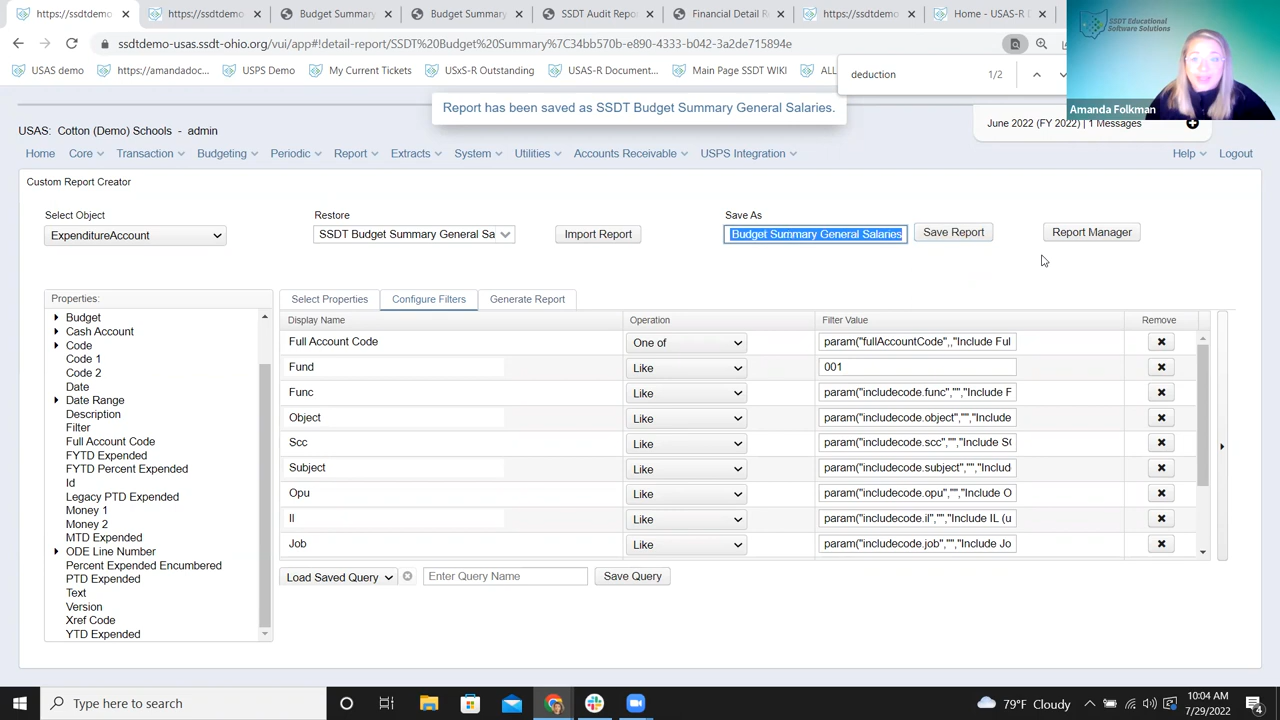 https://ssdtdemo
https://ssdtdemo
Budget Summary
Budget Summary
SSDT Audit Repo
Financial Detail R
https://ssdtdemo
Home - USAS-R D
ssdtdemo-usas.ssdt-ohio.org/vui/app#!detail-report/SSDT%20Budget%20Summary%7C34bb570b-e890-4333-b042-3a2de715894e
USAS demo
https://amandadoc...
USPS Demo
My Current Tickets
USxS-R Outstanding
USAS-R Document...
Main Page SSDT WIKI
ALL
deduction
1/2
SSDT Educational
Software Solutions
Amanda Folkman
Report has been saved as SSDT Budget Summary General Salaries.
June 2022 (FY 2022) | 1 Messages
USAS: Cotton (Demo) Schools - admin
Home
Core
Transaction
Budgeting
Periodic
Report
Extracts
System
Utilities
Accounts Receivable
USPS Integration
Help
Logout
Custom Report Creator
Select Object
ExpenditureAccount
Restore
SSDT Budget Summary General Sa
Import Report
Save As
Budget Summary General Salaries
Save Report
Report Manager
Properties:
Budget
Cash Account
Code
Code 1
Code 2
Date
Date Range
Description
Filter
Full Account Code
FYTD Expended
FYTD Percent Expended
Id
Legacy PTD Expended
Money 1
Money 2
MTD Expended
ODE Line Number
Percent Expended Encumbered
PTD Expended
Text
Version
Xref Code
YTD Expended
Select Properties
Configure Filters
Generate Report
Display Name Operation Filter Value Remove
Full Account Code One of param("fullAccountCode",,"Include Ful
Fund Like 001
Func Like param("includecode.func","","Include F
Object Like param("includecode.object","","Include
Scc Like param("includecode.scc","","Include S
Subject Like param("includecode.subject","","Includ
Opu Like param("includecode.opu","","Include O
Il Like param("includecode.il","","Include IL (u
Job Like param("includecode.job","","Include Jo
Load Saved Query
Enter Query Name
Save Query
Type here to search
79°F Cloudy
10:04 AM
7/29/2022
4